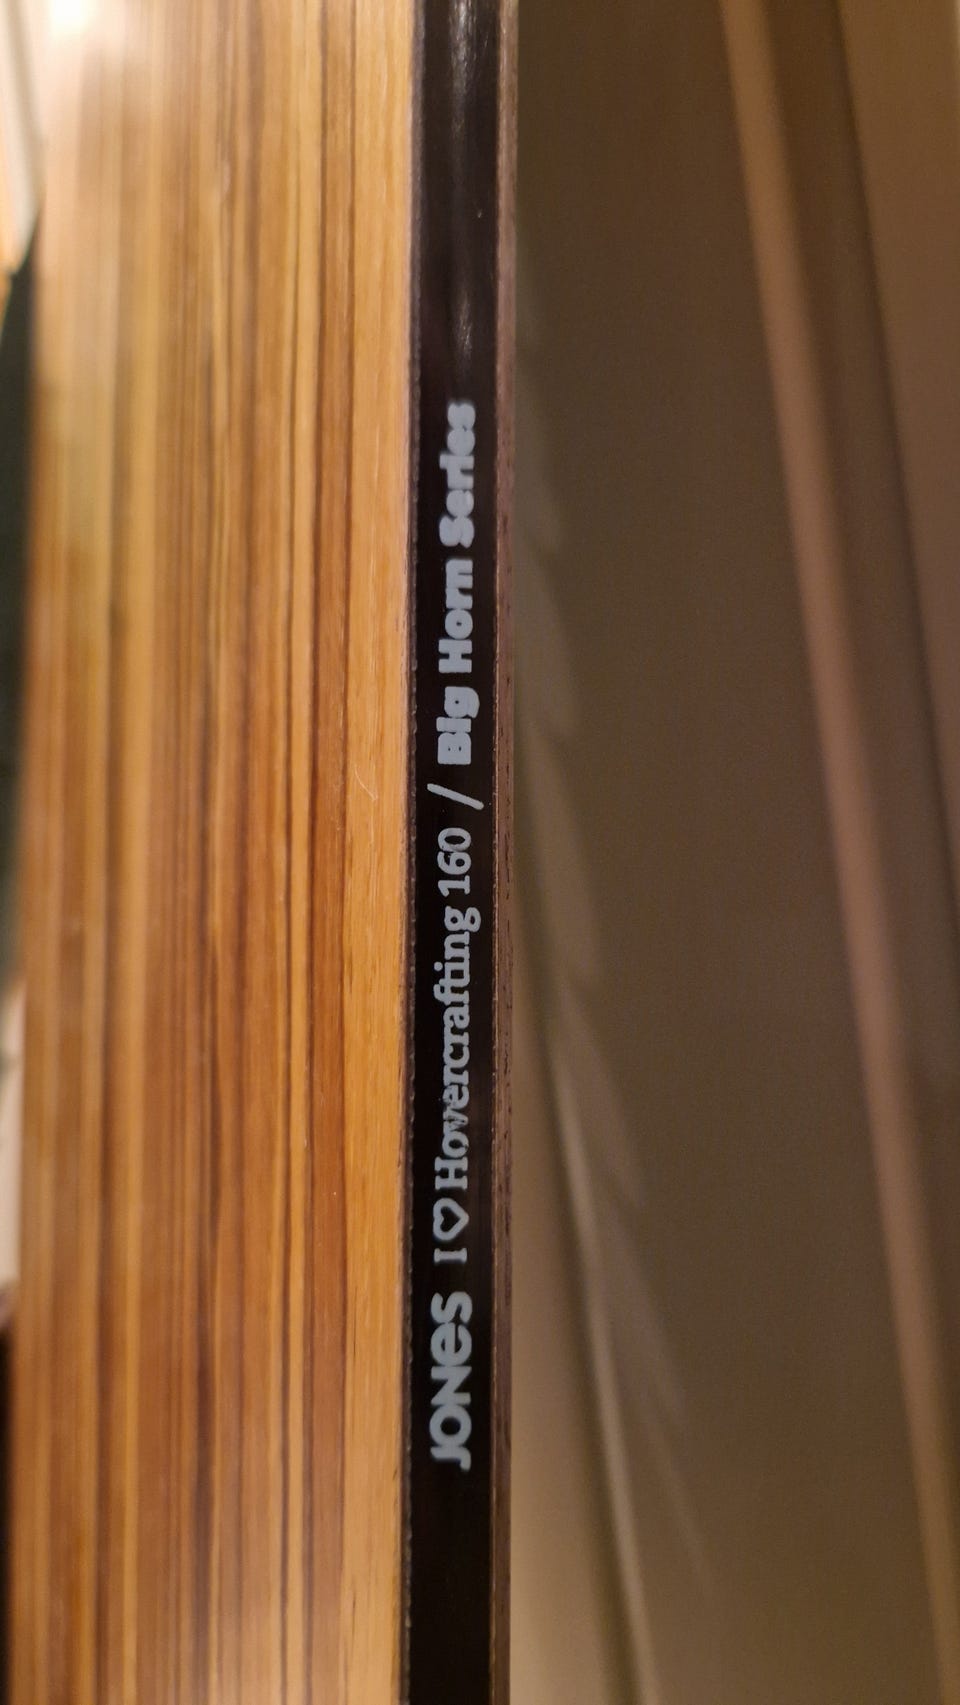 JONES I ♡ Hovercrafting 160 / Big Horn Series